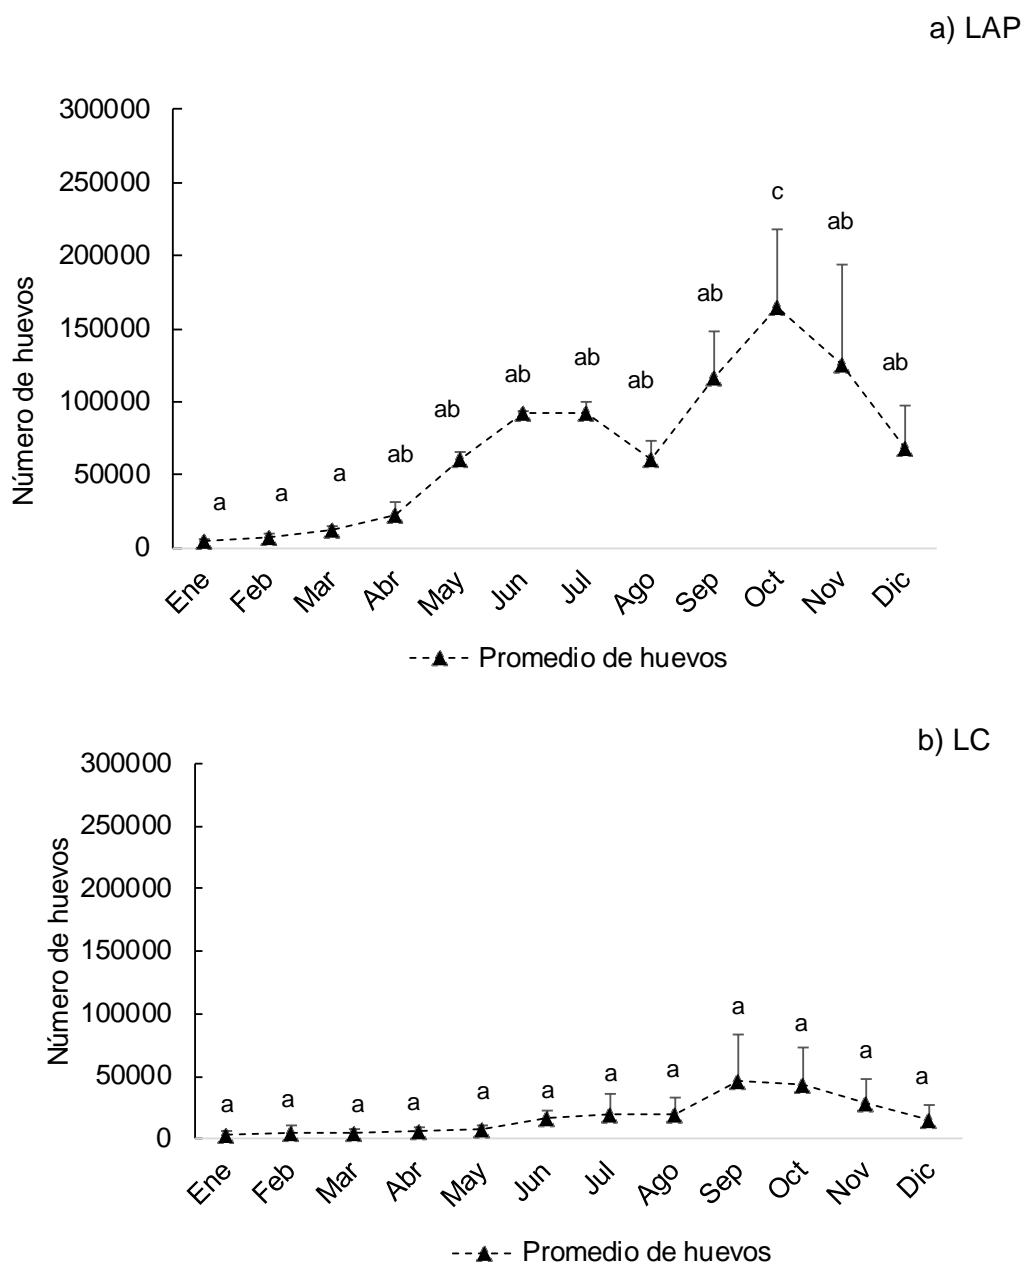 a) LAP
300000
250000
200000
150000
100000
50000
0
Número de huevos
a
a
a
ab
ab
ab
ab
ab
ab
c
ab
ab
Ene
Feb
Mar
Abr
May
Jun
Jul
Ago
Sep
Oct
Nov
Dic
Promedio de huevos
b) LC
300000
250000
200000
150000
100000
50000
0
Número de huevos
a
a
a
a
a
a
a
a
a
a
a
a
Ene
Feb
Mar
Abr
May
Jun
Jul
Ago
Sep
Oct
Nov
Dic
Promedio de huevos